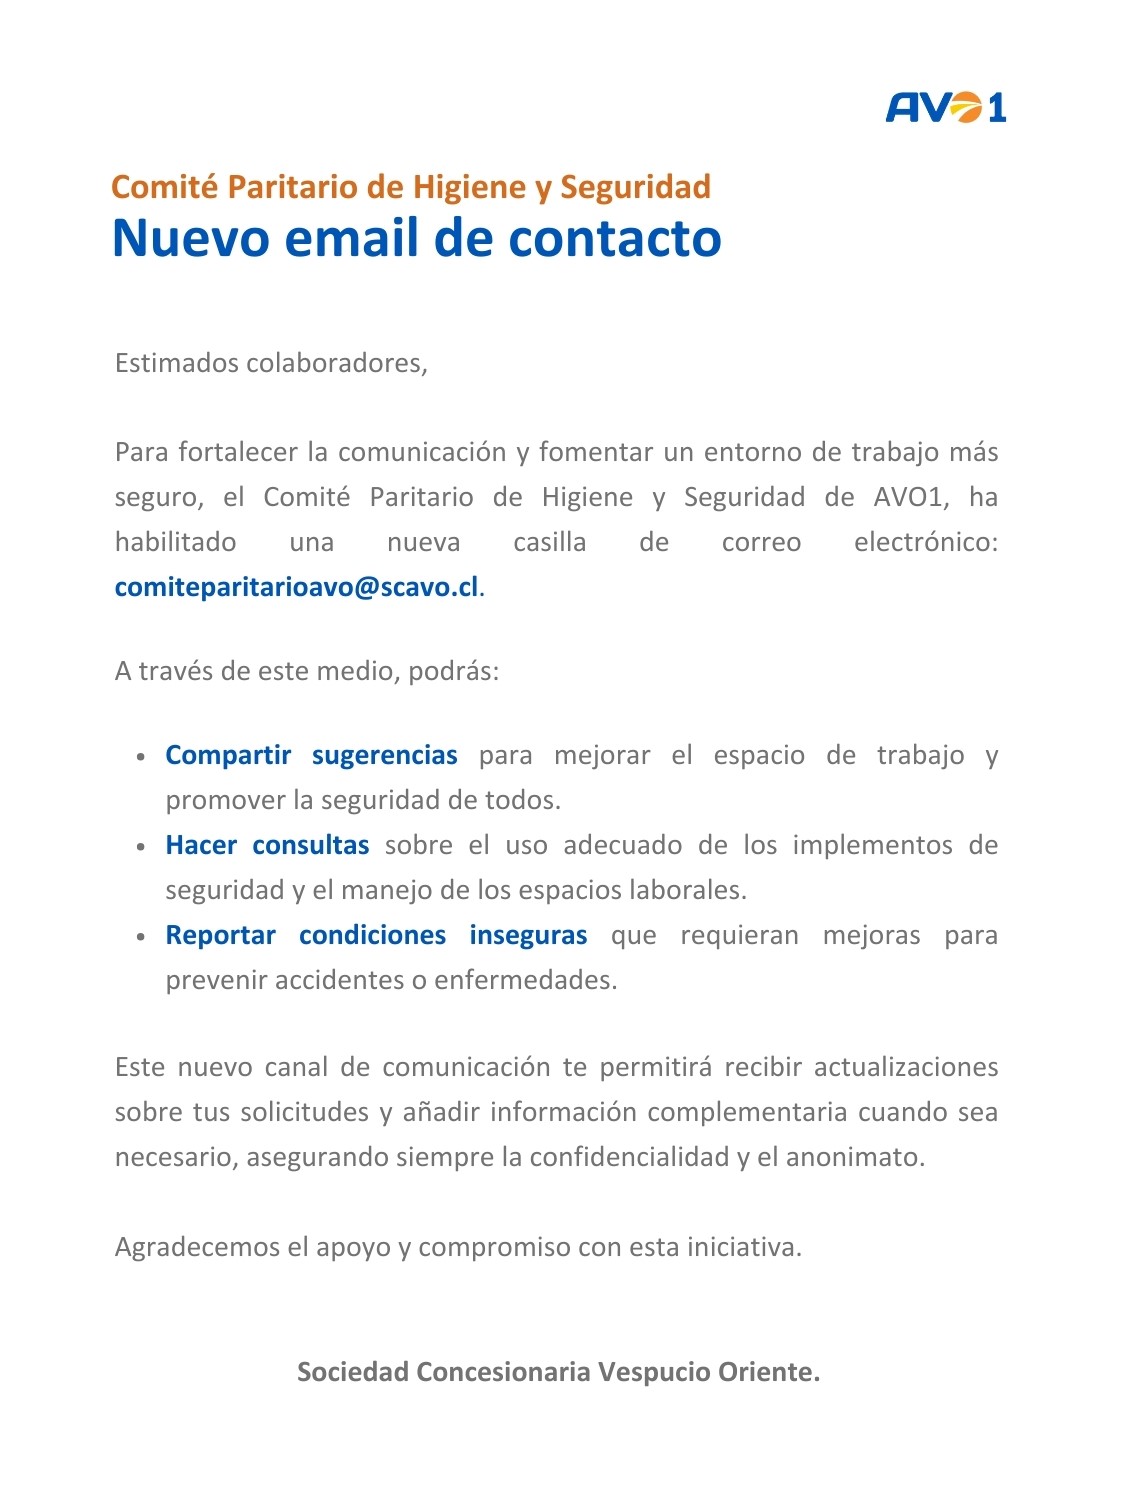 AVO1
Comité Paritario de Higiene y Seguridad
Nuevo email de contacto
Estimados colaboradores,
Para fortalecer la comunicación y fomentar un entorno de trabajo más
seguro, el Comité Paritario de Higiene y Seguridad de AVO1, ha
habilitado una nueva casilla de correo electrónico:
comiteparitarioavo@scavo.cl.
A través de este medio, podrás:
• Compartir sugerencias para mejorar el espacio de trabajo y
promover la seguridad de todos.
• Hacer consultas sobre el uso adecuado de los implementos de
seguridad y el manejo de los espacios laborales.
• Reportar condiciones inseguras que requieran mejoras para
prevenir accidentes o enfermedades.
Este nuevo canal de comunicación te permitirá recibir actualizaciones
sobre tus solicitudes y añadir información complementaria cuando sea
necesario, asegurando siempre la confidencialidad y el anonimato.
Agradecemos el apoyo y compromiso con esta iniciativa.
Sociedad Concesionaria Vespucio Oriente.